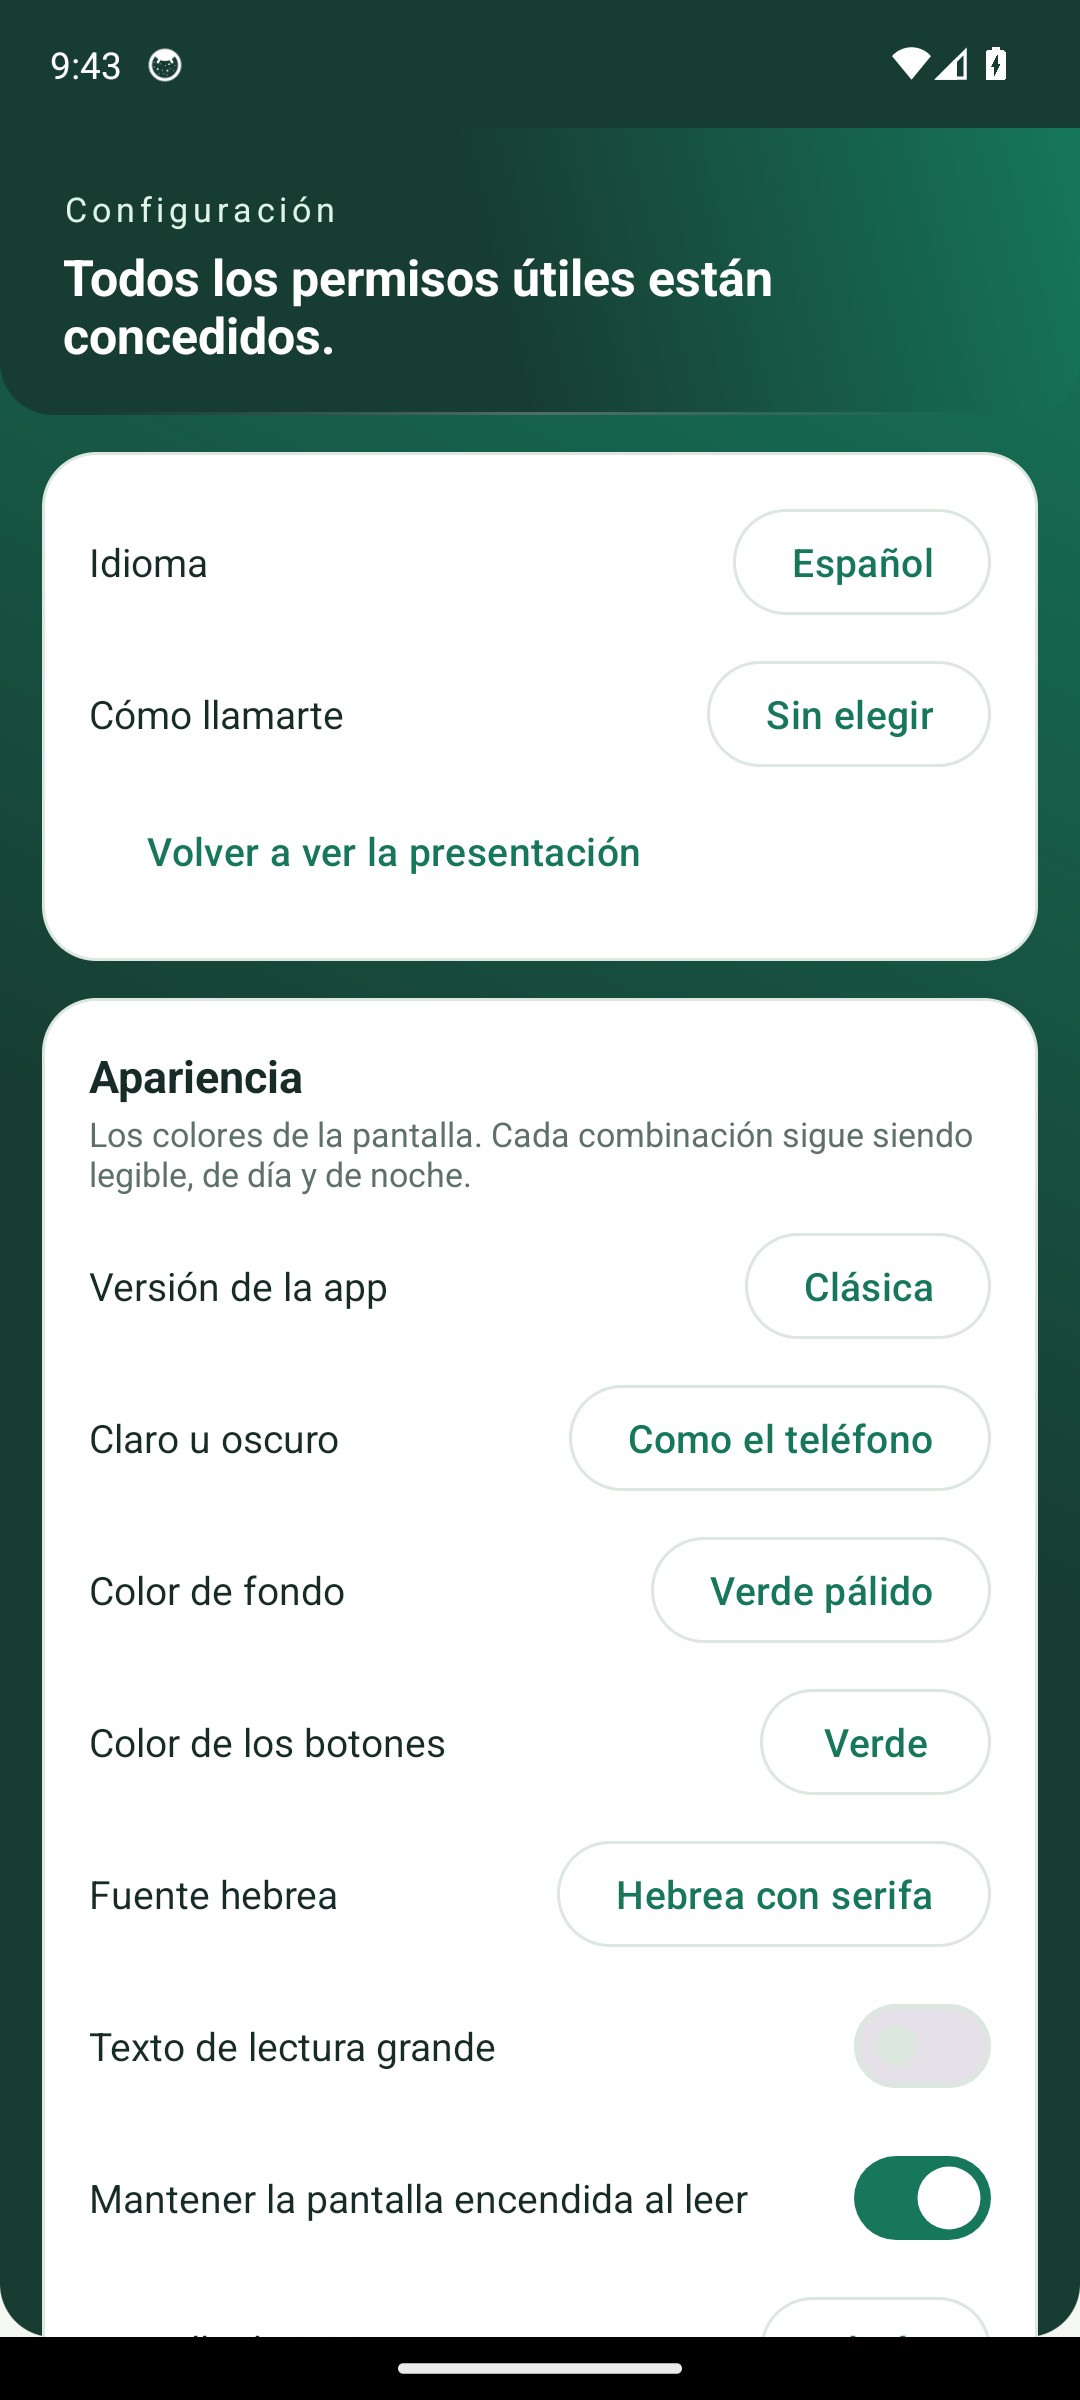 9:43
Configuración
Todos los permisos útiles están
concedidos.
Idioma
Español
Cómo llamarte
Sin elegir
Volver a ver la presentación
Apariencia
Los colores de la pantalla. Cada combinación sigue siendo
legible, de día y de noche.
Versión de la app
Clásica
Claro u oscuro
Como el teléfono
Color de fondo
Verde pálido
Color de los botones
Verde
Fuente hebrea
Hebrea con serifa
Texto de lectura grande
Mantener la pantalla encendida al leer